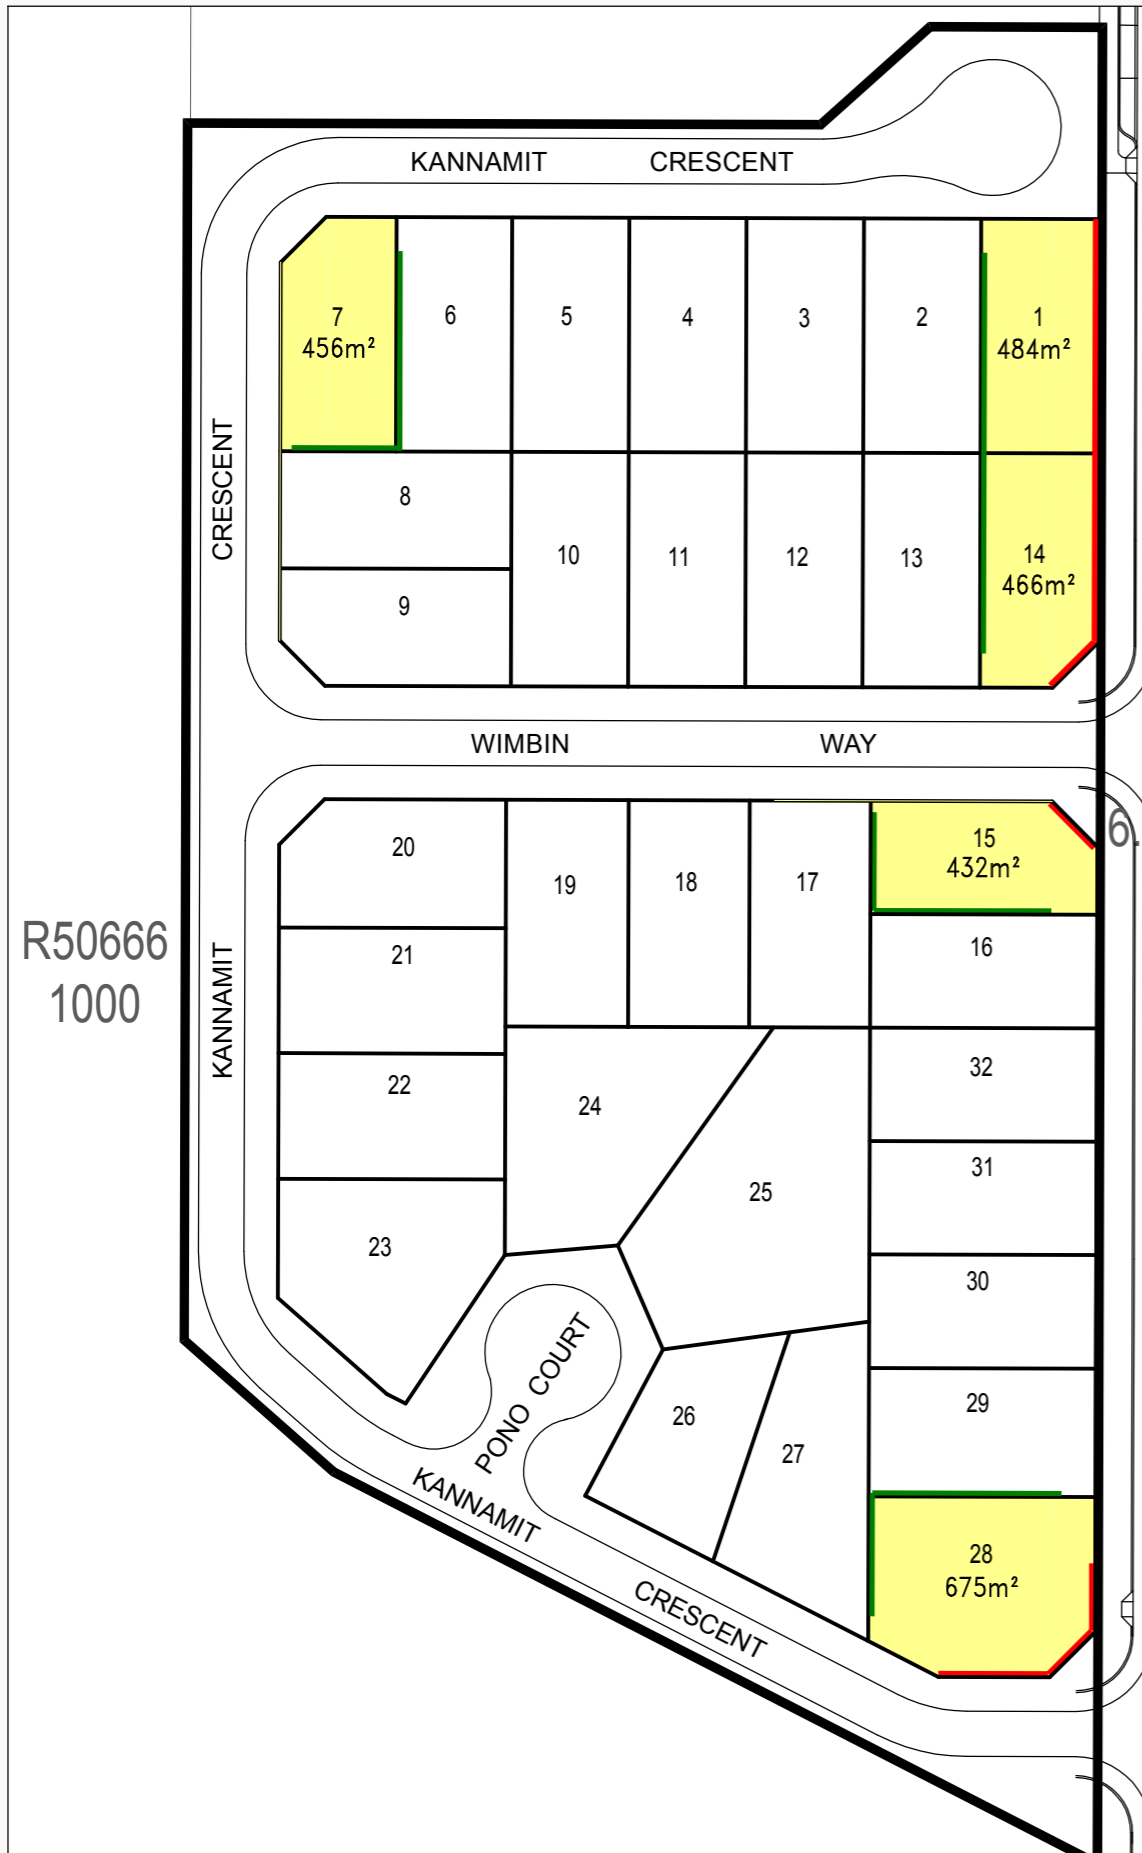 KANNAMIT CRESCENT
7
456m²
6
5
4
3
2
1
484m²
CRESCENT
8
9
10
11
12
13
14
466m²
WIMBIN WAY
20
19
18
17
15
432m²
6.
R50666
1000
KANNAMIT
21
16
22
24
32
23
25
31
30
PONO COURT
26
27
29
KANNAMIT
CRESCENT
28
675m²